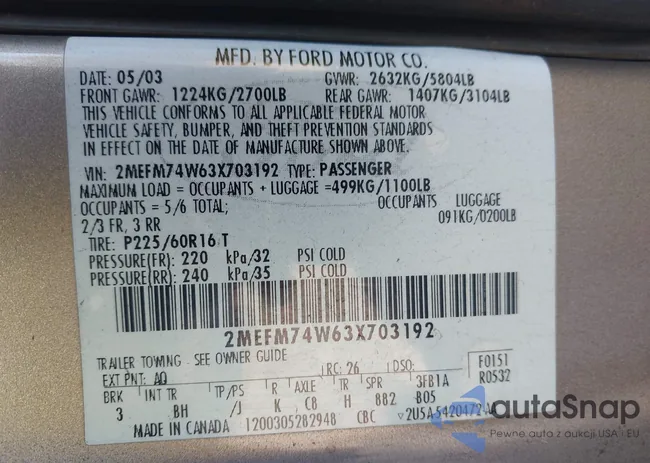 MFD. BY FORD MOTOR CO.
DATE: 05/03 GVWR: 2632KG/5804LB
FRONT GAWR: 1224KG/2700LB REAR GAWR: 1407KG/3104LB
THIS VEHICLE CONFORMS TO ALL APPLICABLE FEDERAL MOTOR
VEHICLE SAFETY, BUMPER, AND THEFT PREVENTION STANDARDS
IN EFFECT ON THE DATE OF MANUFACTURE SHOWN ABOVE.
VIN: 2MEFM74W63X703192 TYPE: PASSENGER
MAXIMUM LOAD = OCCUPANTS + LUGGAGE = 499KG/1100LB
OCCUPANTS = 5/6 TOTAL; OCCUPANTS LUGGAGE
2/3 FR, 3 RR 091KG/0200LB
TIRE: P225/60R16 T
PRESSURE(FR): 220 kPa/32 PSI COLD
PRESSURE(RR) : 240 kPa/35 PSI COLD
2MEFM74W63X703192
TRAILER TOWING - SEE OWNER GUIDE
EXT PNT: AQ RC: 26 DSO: F0151
BRK INT TR TP/PS R AXLE TR SPR 3FB1A R0532
3 BH /J K C8 H 882 B05
MADE IN CANADA 1200305282948 CBC
autoSnap
Pewne auto z aukcji USA